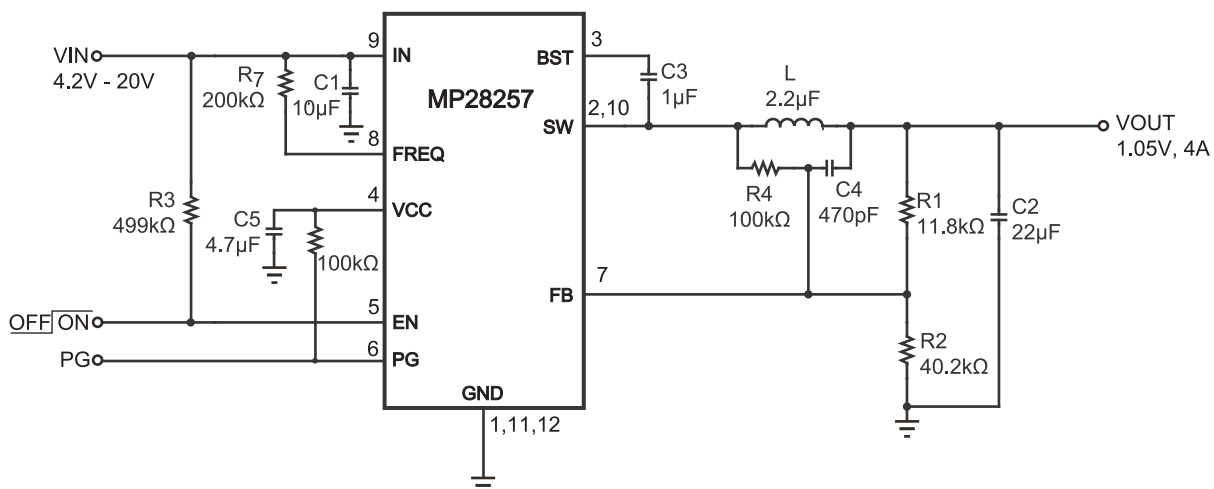 VIN
4.2V - 20V
9
IN
R7
200kΩ
C1
10µF
MP28257
BST
3
C3
1µF
2,10
SW
L
2.2µF
VOUT
1.05V, 4A
8
FREQ
R4
100kΩ
C4
470pF
R3
499kΩ
4
VCC
C5
4.7µF
100kΩ
R1
11.8kΩ
C2
22µF
7
FB
OFF ON
5
EN
PG
6
PG
R2
40.2kΩ
GND
1,11,12